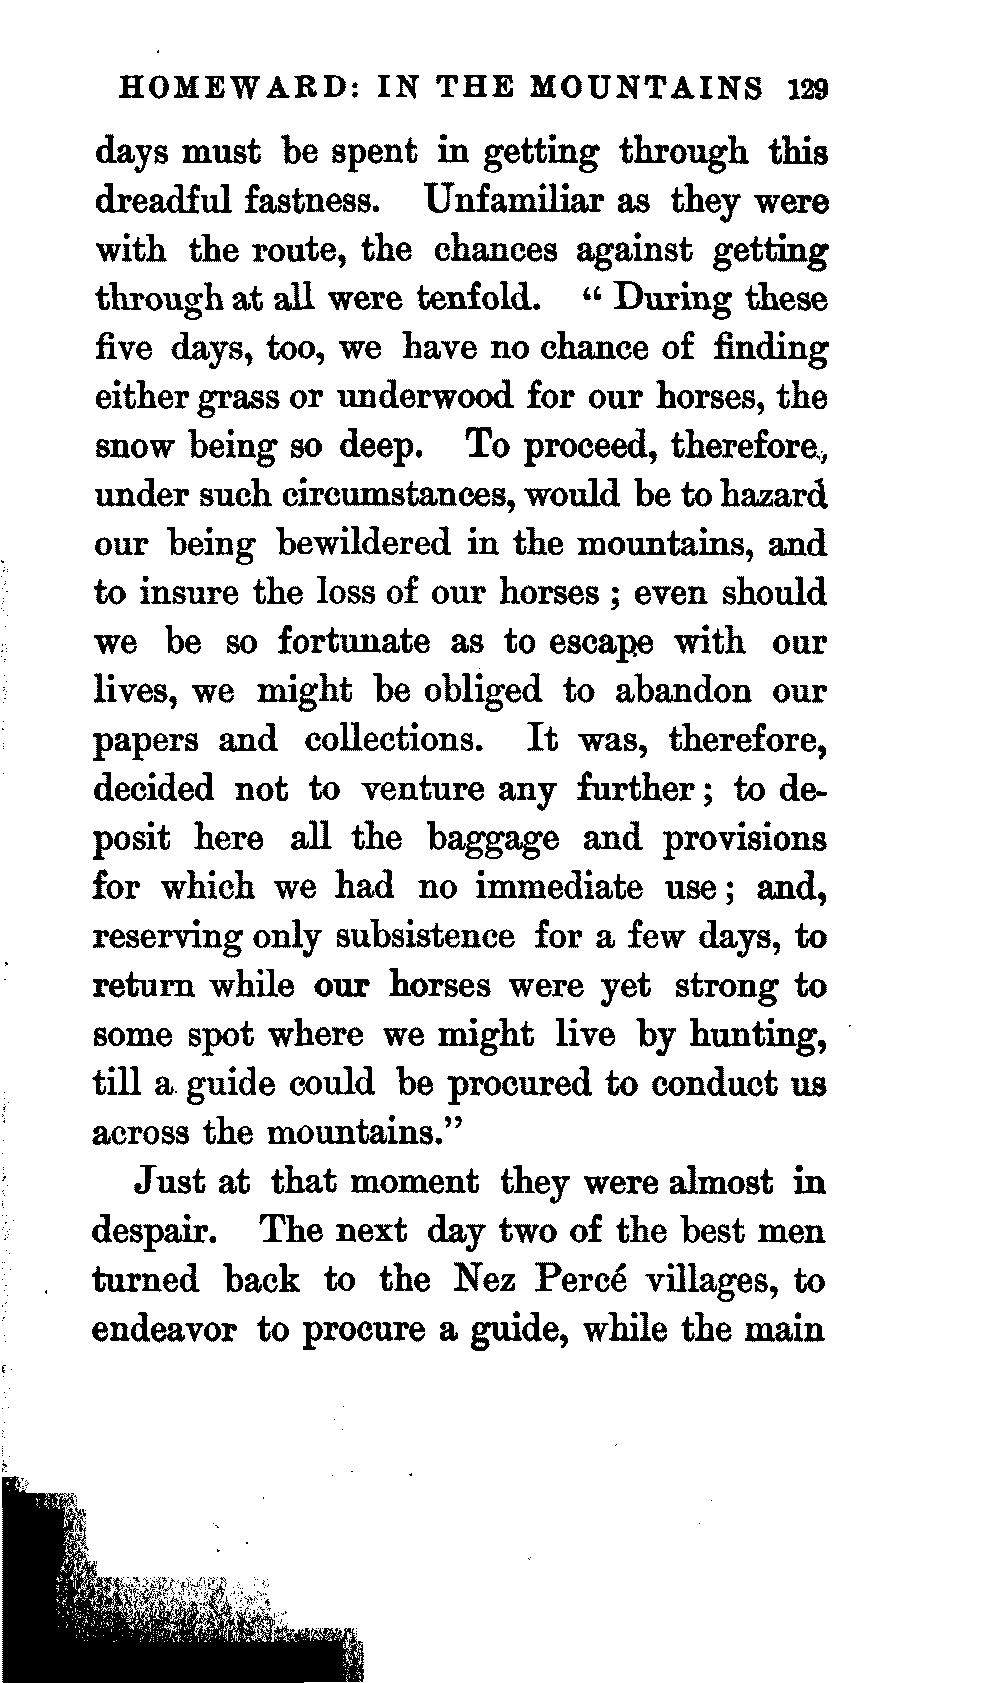 HOMEWARD: IN THE MOUNTAINS 129
days must be spent in getting through this
dreadful fastness. Unfamiliar as they were
with the route, the chances against getting
through at all were tenfold. “ During these
five days, too, we have no chance of finding
either grass or underwood for our horses, the
snow being so deep. To proceed, therefore,
under such circumstances, would be to hazard
our being bewildered in the mountains, and
to insure the loss of our horses ; even should
we be so fortunate as to escape with our
lives, we might be obliged to abandon our
papers and collections. It was, therefore,
decided not to venture any further ; to de-
posit here all the baggage and provisions
for which we had no immediate use ; and,
reserving only subsistence for a few days, to
return while our horses were yet strong to
some spot where we might live by hunting,
till a guide could be procured to conduct us
across the mountains.”
Just at that moment they were almost in
despair. The next day two of the best men
turned back to the Nez Percé villages, to
endeavor to procure a guide, while the main